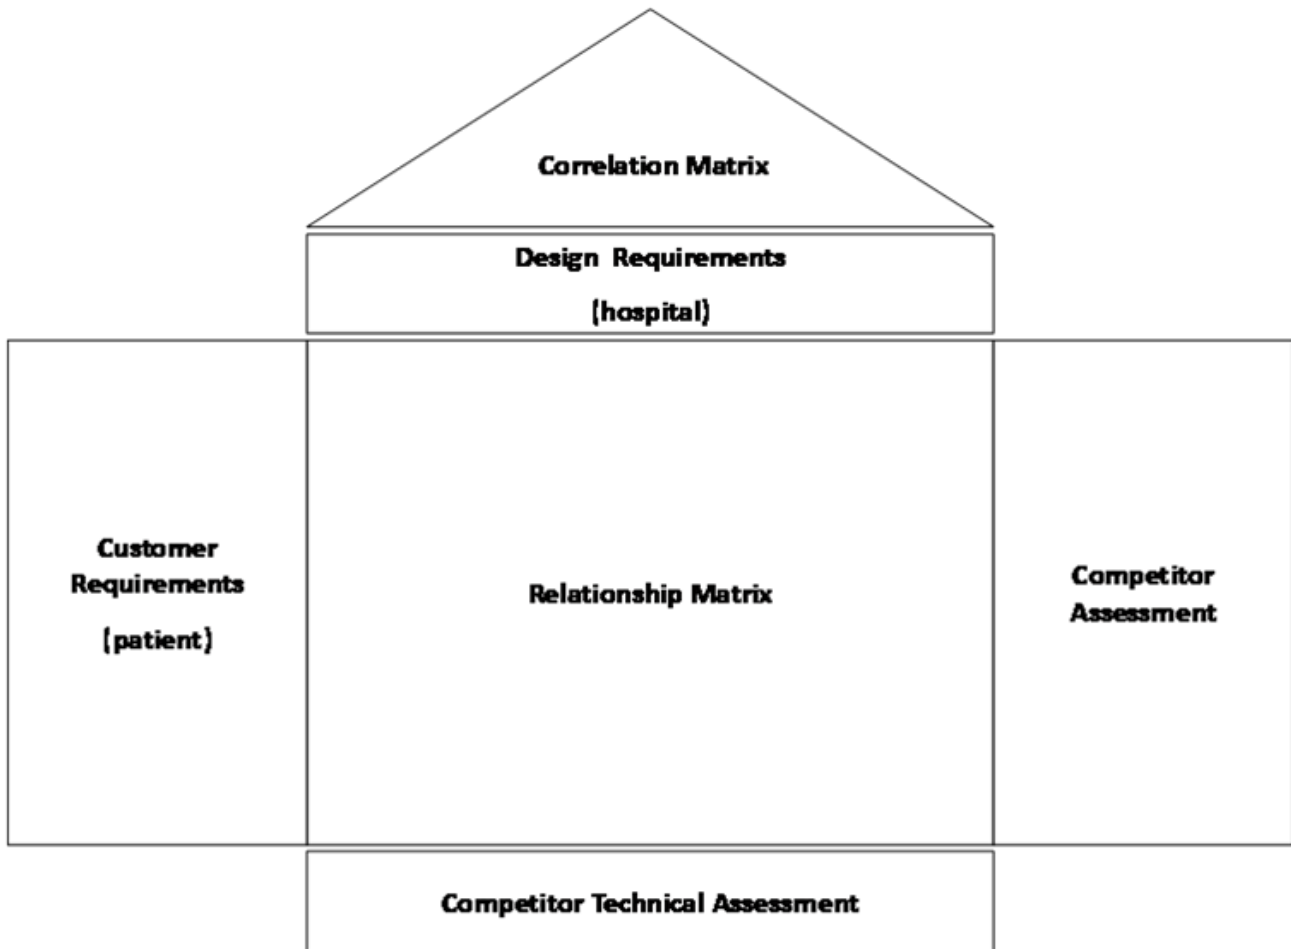 Correlation Matrix
Design Requirements
(hospital)
Customer
Requirements
(patient)
Relationship Matrix
Competitor
Assessment
Competitor Technical Assessment